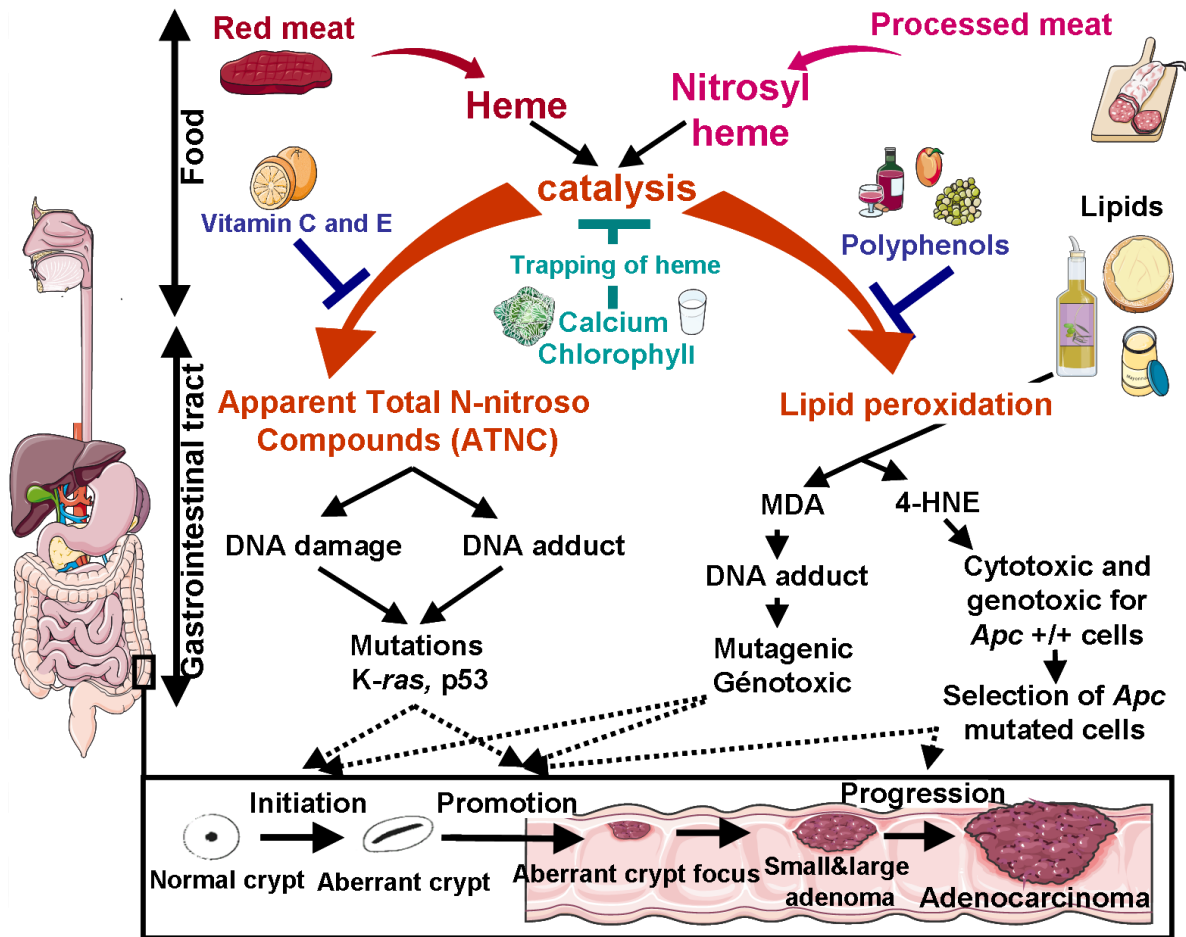 Red meat
Processed meat
Heme
Nitrosyl
heme
Food
catalysis
Vitamin C and E
Polyphenols
Lipids
Trapping of heme
Calcium
Chlorophyll
Gastrointestinal tract
Apparent Total N-nitroso
Compounds (ATNC)
Lipid peroxidation
DNA damage
DNA adduct
MDA
4-HNE
DNA adduct
Cytotoxic and
genotoxic for
Apc +/+ cells
Mutations
K-ras, p53
Mutagenic
Génotoxic
Selection of Apc
mutated cells
Initiation
Promotion
Progression
Normal crypt
Aberrant crypt
Aberrant crypt focus
Small&large
adenoma
Adenocarcinoma